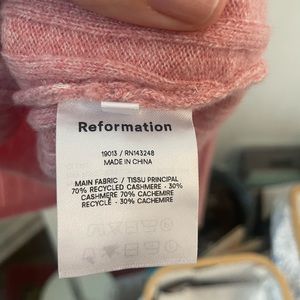 Reformation
19013 / RN143248
MADE IN CHINA
MAIN FABRIC / TISSU PRINCIPAL
70% RECYCLED CASHMERE - 30%
CASHMERE 70% CACHEMIRE
RECYCLE - 30% CACHEMIRE